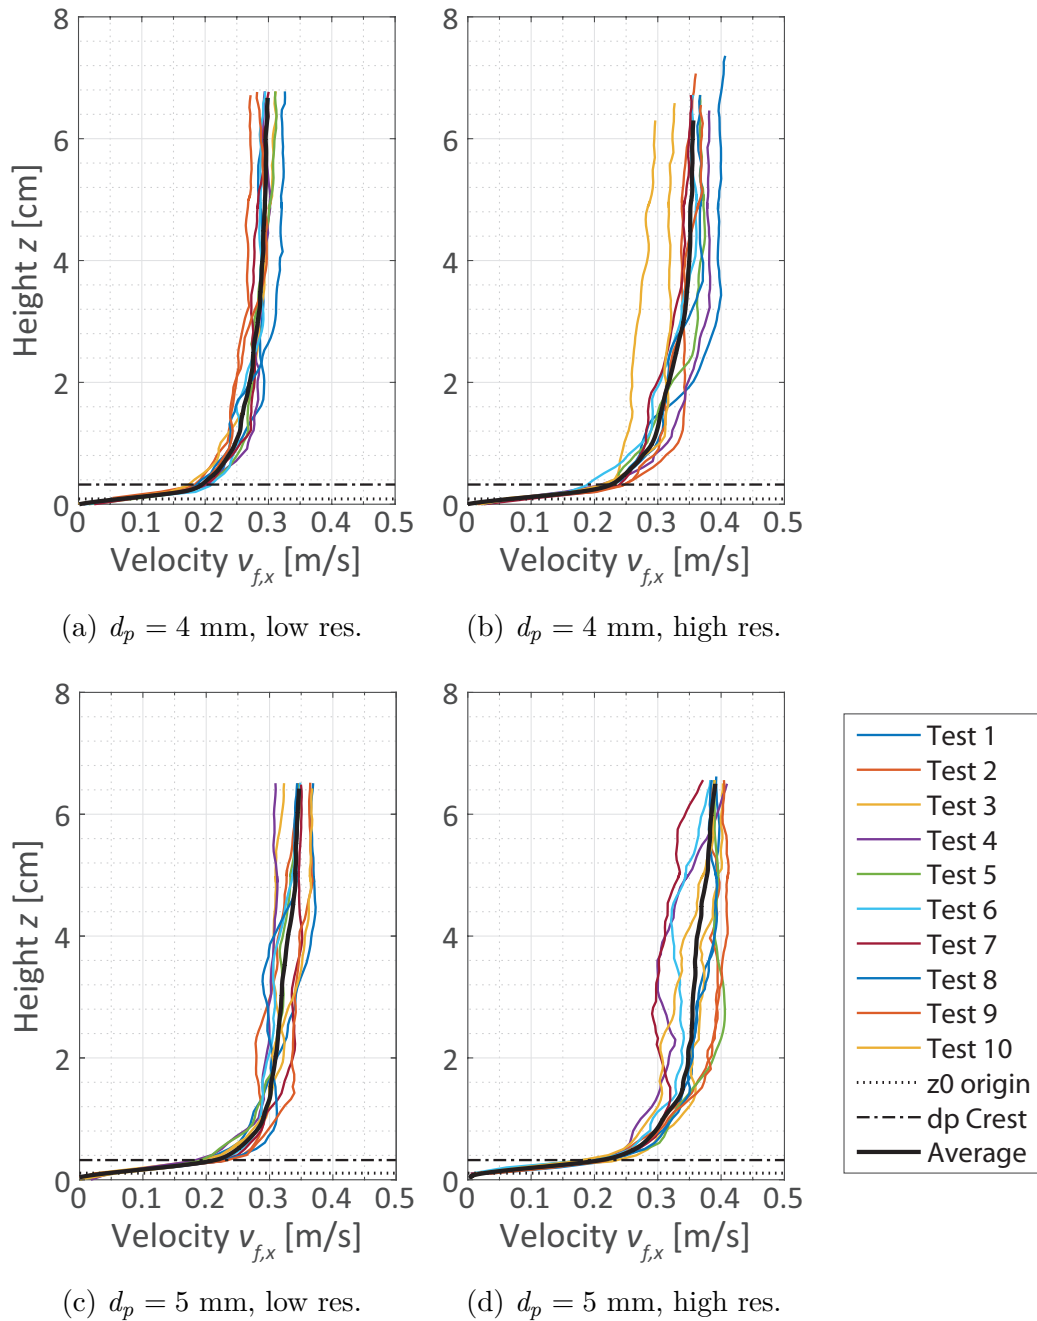 8
6
4
2
0
0
0.1
0.2
0.3
0.4
0.5
Height z [cm]
Velocity v_{f,x} [m/s]
(a) d_p = 4 mm, low res.
8
6
4
2
0
0
0.1
0.2
0.3
0.4
0.5
Velocity v_{f,x} [m/s]
(b) d_p = 4 mm, high res.
8
6
4
2
0
0
0.1
0.2
0.3
0.4
0.5
Height z [cm]
Velocity v_{f,x} [m/s]
(c) d_p = 5 mm, low res.
8
6
4
2
0
0
0.1
0.2
0.3
0.4
0.5
Velocity v_{f,x} [m/s]
(d) d_p = 5 mm, high res.
Test 1
Test 2
Test 3
Test 4
Test 5
Test 6
Test 7
Test 8
Test 9
Test 10
z0 origin
dp Crest
Average